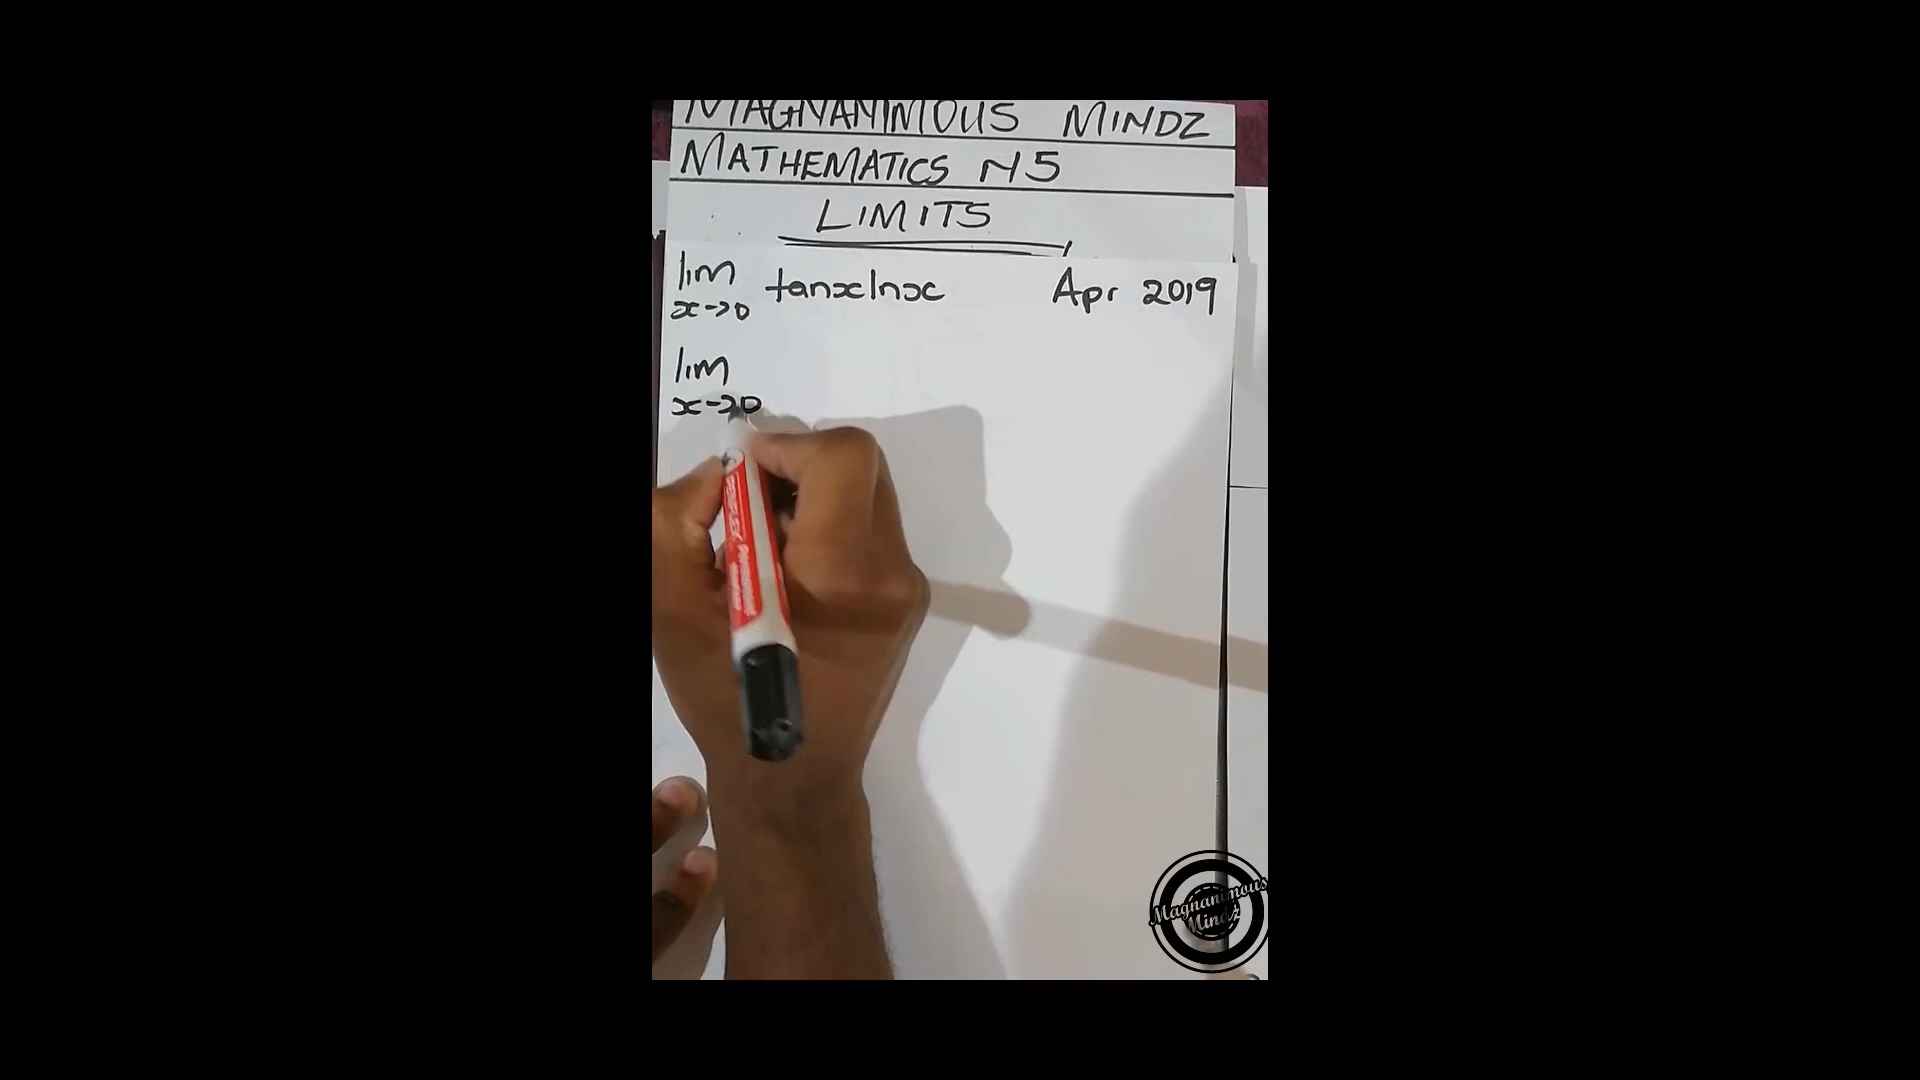 MAGNANIMOUS MINDZ
MATHEMATICS N5
LIMITS
lim tanxlnx Apr 2019
x→0
lim
x→0
Magnanimous
Mindz